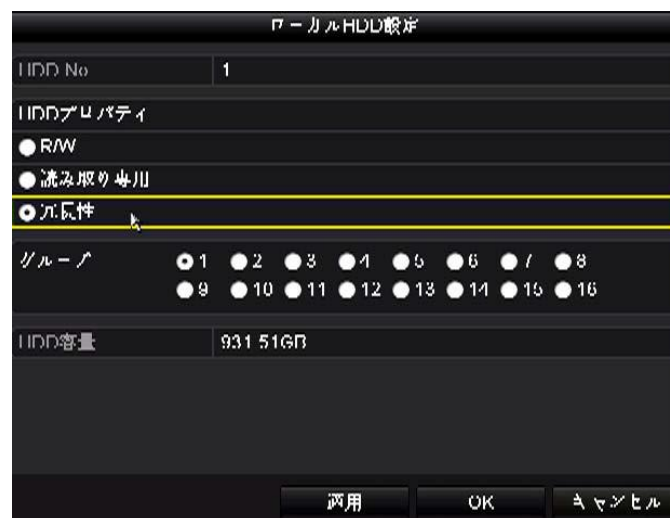 ローカルHDD設定
HDD No 1
HDDプロパティ
R/W
読み取り専用
冗長性
グループ 1 2 3 4 5 6 7 8
9 10 11 12 13 14 15 16
HDD容量 931.51GB
適用 OK キャンセル